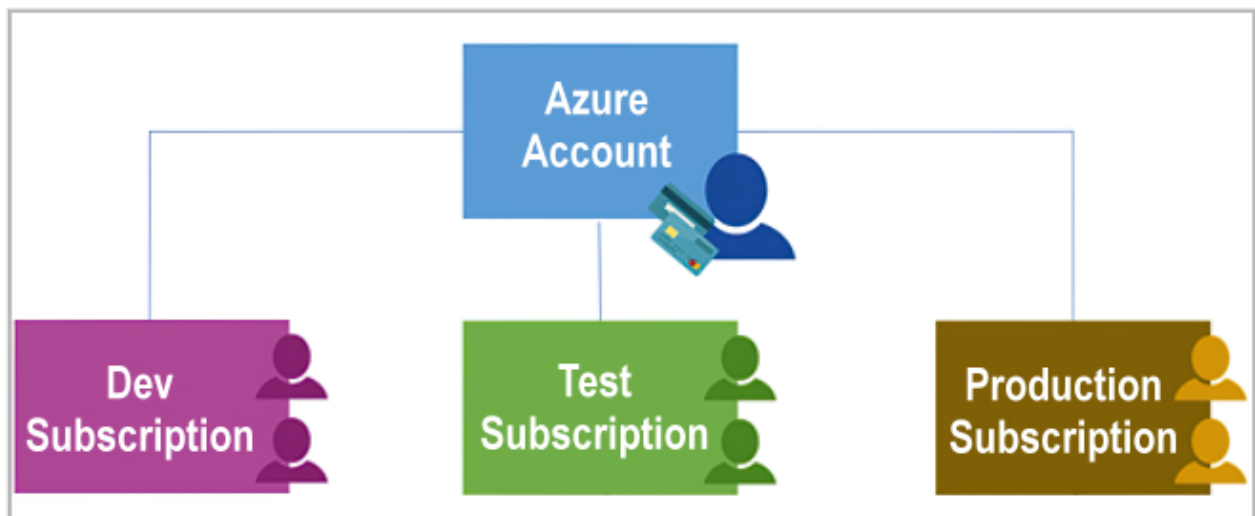 Azure
Account
Dev
Subscription
Test
Subscription
Production
Subscription